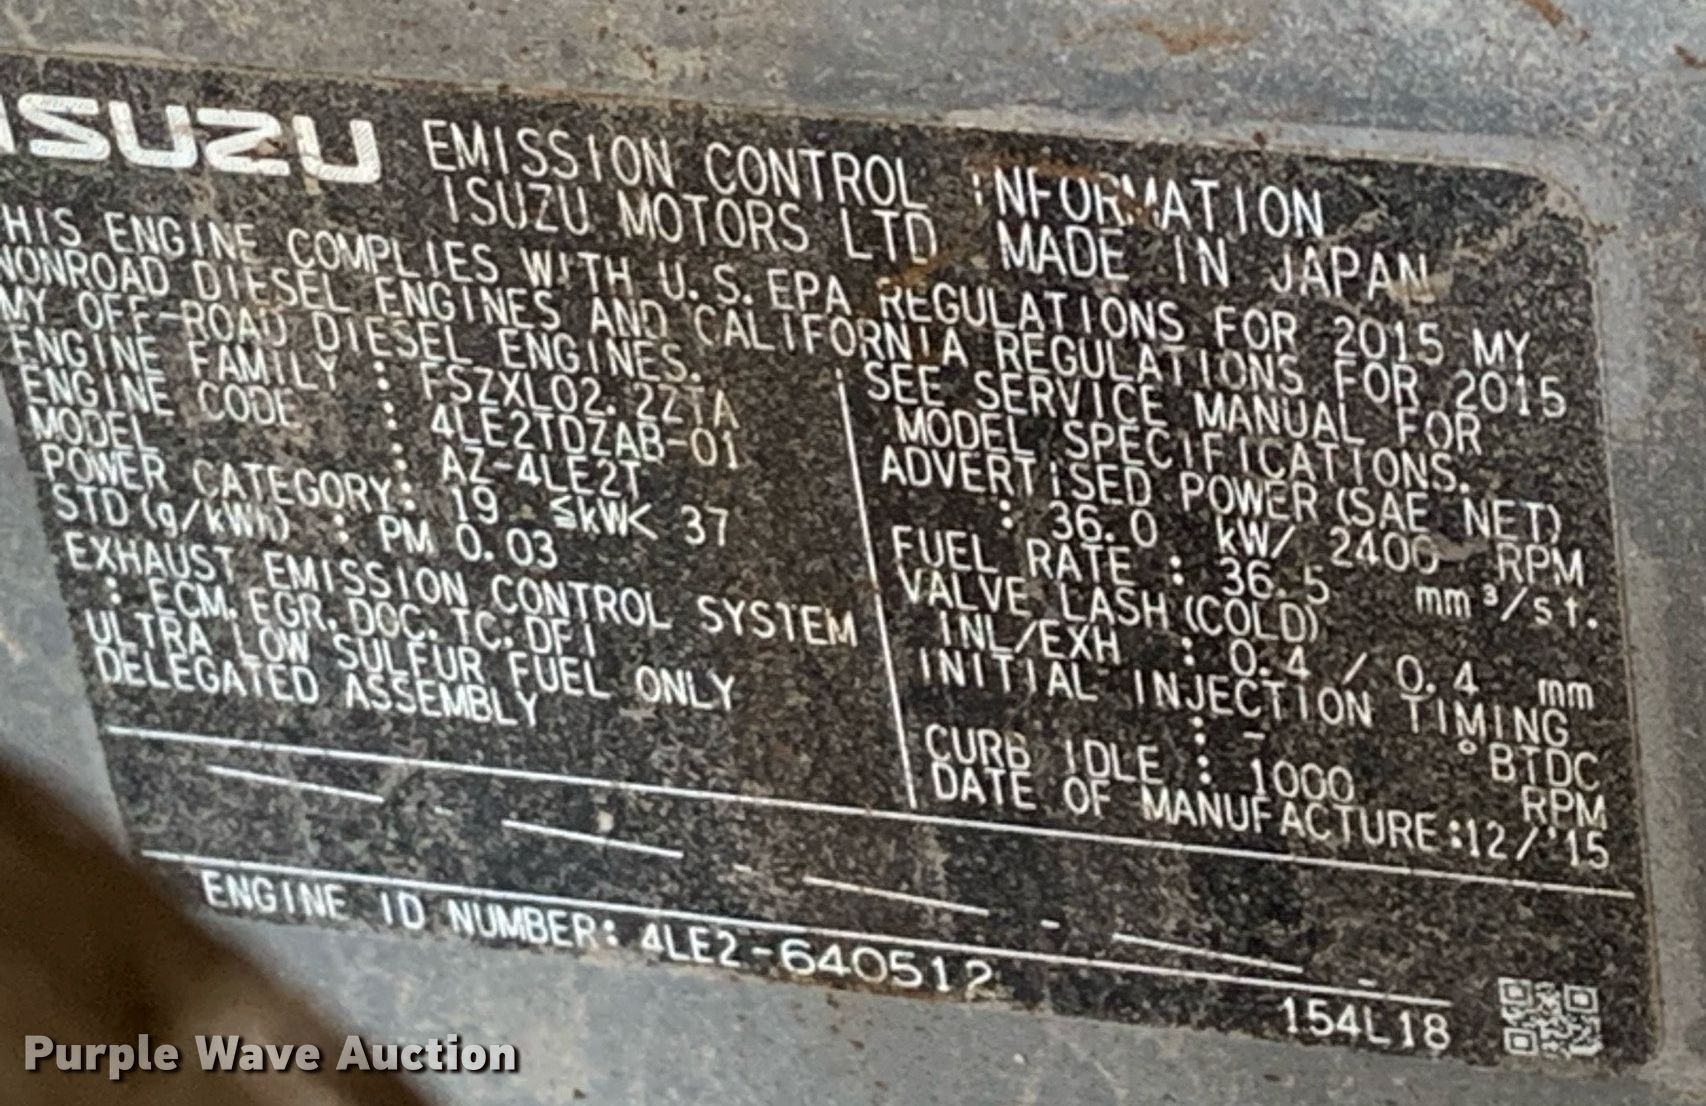 ISUZU EMISSION CONTROL INFORMATION
ISUZU MOTORS LTD MADE IN JAPAN
HIS ENGINE COMPLIES WITH U.S.EPA REGULATIONS FOR 2015 MY
NONROAD DIESEL ENGINES AND CALIFORNIA REGULATIONS FOR 2015
MY OFF-ROAD DIESEL ENGINES.
ENGINE FAMILY : FSZXL02.2ZTA
ENGINE CODE : 4LE2TDZAB-01
MODEL : AZ-4LE2T
POWER CATEGORY: 19 ≦kW< 37
STD(g/kWh) : PM 0.03
EXHAUST EMISSION CONTROL SYSTEM
: ECM,EGR,DOC,TC,DFI
ULTRA LOW SULFUR FUEL ONLY
DELEGATED ASSEMBLY
SEE SERVICE MANUAL FOR
MODEL SPECIFICATIONS.
ADVERTISED POWER(SAE NET)
: 36.0 kW/ 2400 RPM
FUEL RATE : 36.5 mm³/st.
VALVE LASH(COLD)
INL/EXH : 0.4 / 0.4 mm
INITIAL INJECTION TIMING
: - °BTDC
CURB IDLE : 1000 RPM
DATE OF MANUFACTURE:12/'15
ENGINE ID NUMBER: 4LE2-640512
154L18
Purple Wave Auction